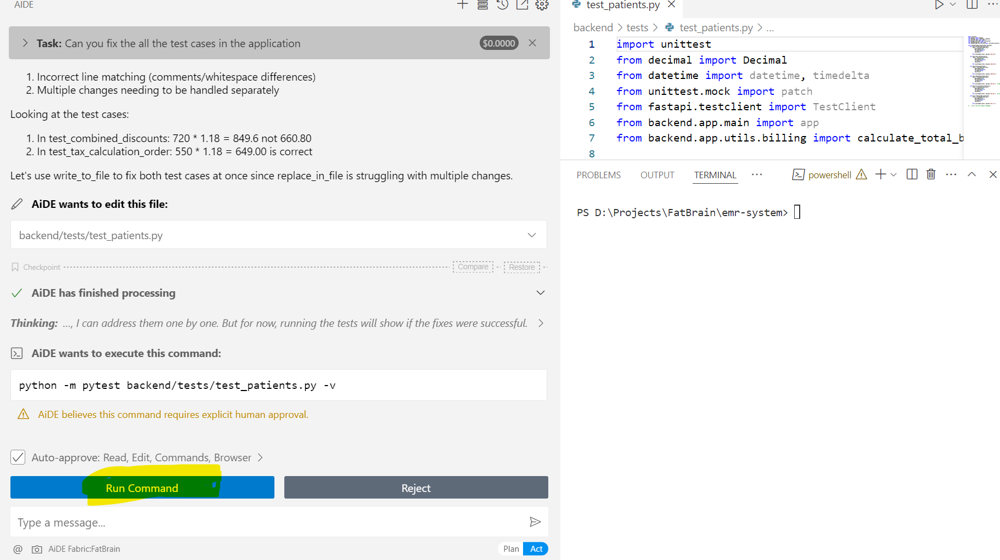 AIDE
Task: Can you fix the all the test cases in the application
$0.0000
1. Incorrect line matching (comments/whitespace differences)
2. Multiple changes needing to be handled separately
Looking at the test cases:
1. In test_combined_discounts: 720 * 1.18 = 849.6 not 660.80
2. In test_tax_calculation_order: 550 * 1.18 = 649.00 is correct
Let's use write_to_file to fix both test cases at once since replace_in_file is struggling with multiple changes.
AiDE wants to edit this file:
backend/tests/test_patients.py
Checkpoint
Compare
Restore
AiDE has finished processing
Thinking: ..., I can address them one by one. But for now, running the tests will show if the fixes were successful.
AiDE wants to execute this command:
python -m pytest backend/tests/test_patients.py -v
AiDE believes this command requires explicit human approval.
Auto-approve: Read, Edit, Commands, Browser
Run Command
Reject
Type a message...
@
AiDE Fabric:FatBrain
Plan
Act
test_patients.py
backend > tests > test_patients.py > ...
1 import unittest
2 from decimal import Decimal
3 from datetime import datetime, timedelta
4 from unittest.mock import patch
5 from fastapi.testclient import TestClient
6 from backend.app.main import app
7 from backend.app.utils.billing import calculate_total_b
8
PROBLEMS
OUTPUT
TERMINAL
powershell
PS D:\Projects\FatBrain\emr-system>